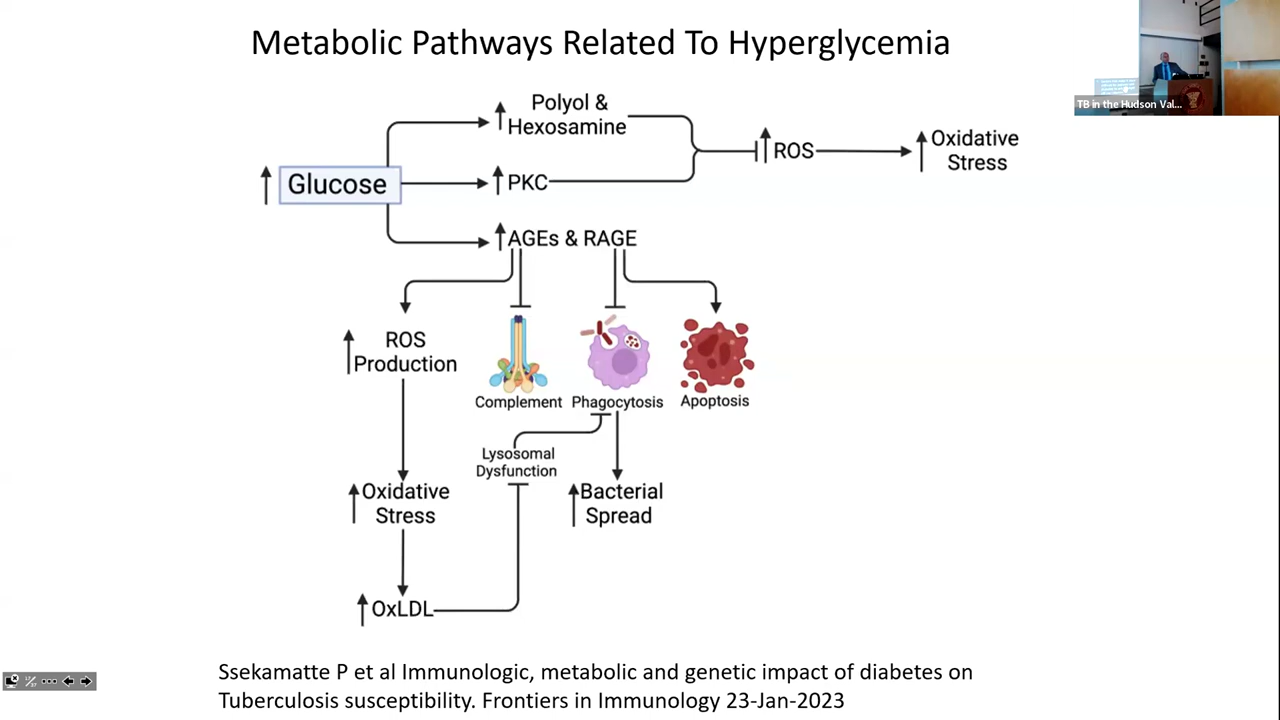 Metabolic Pathways Related To Hyperglycemia
TB in the Hudson Val...
Polyol &
Hexosamine
ROS
Oxidative
Stress
Glucose
PKC
AGEs & RAGE
ROS
Production
Complement
Phagocytosis
Apoptosis
Lysosomal
Dysfunction
Oxidative
Stress
Bacterial
Spread
OxLDL
Ssekamatte P et al Immunologic, metabolic and genetic impact of diabetes on
Tuberculosis susceptibility. Frontiers in Immunology 23-Jan-2023